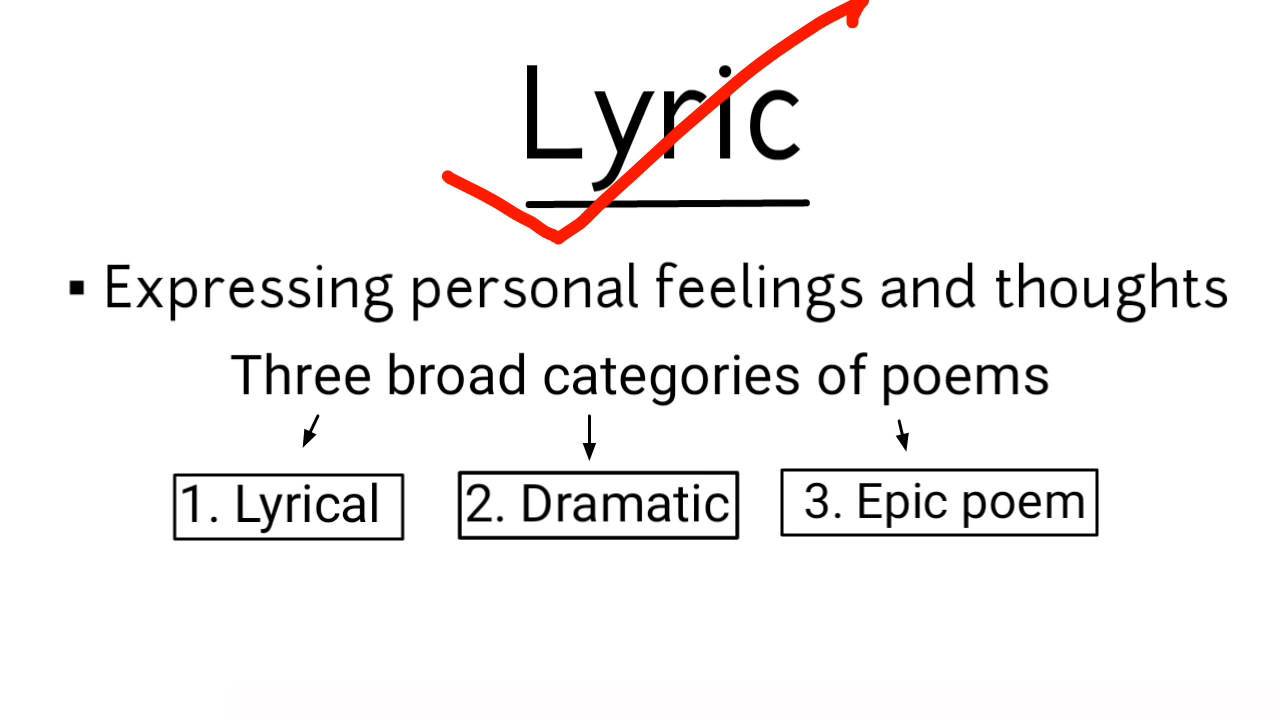 Lyric
▪ Expressing personal feelings and thoughts
Three broad categories of poems
1. Lyrical
2. Dramatic
3. Epic poem